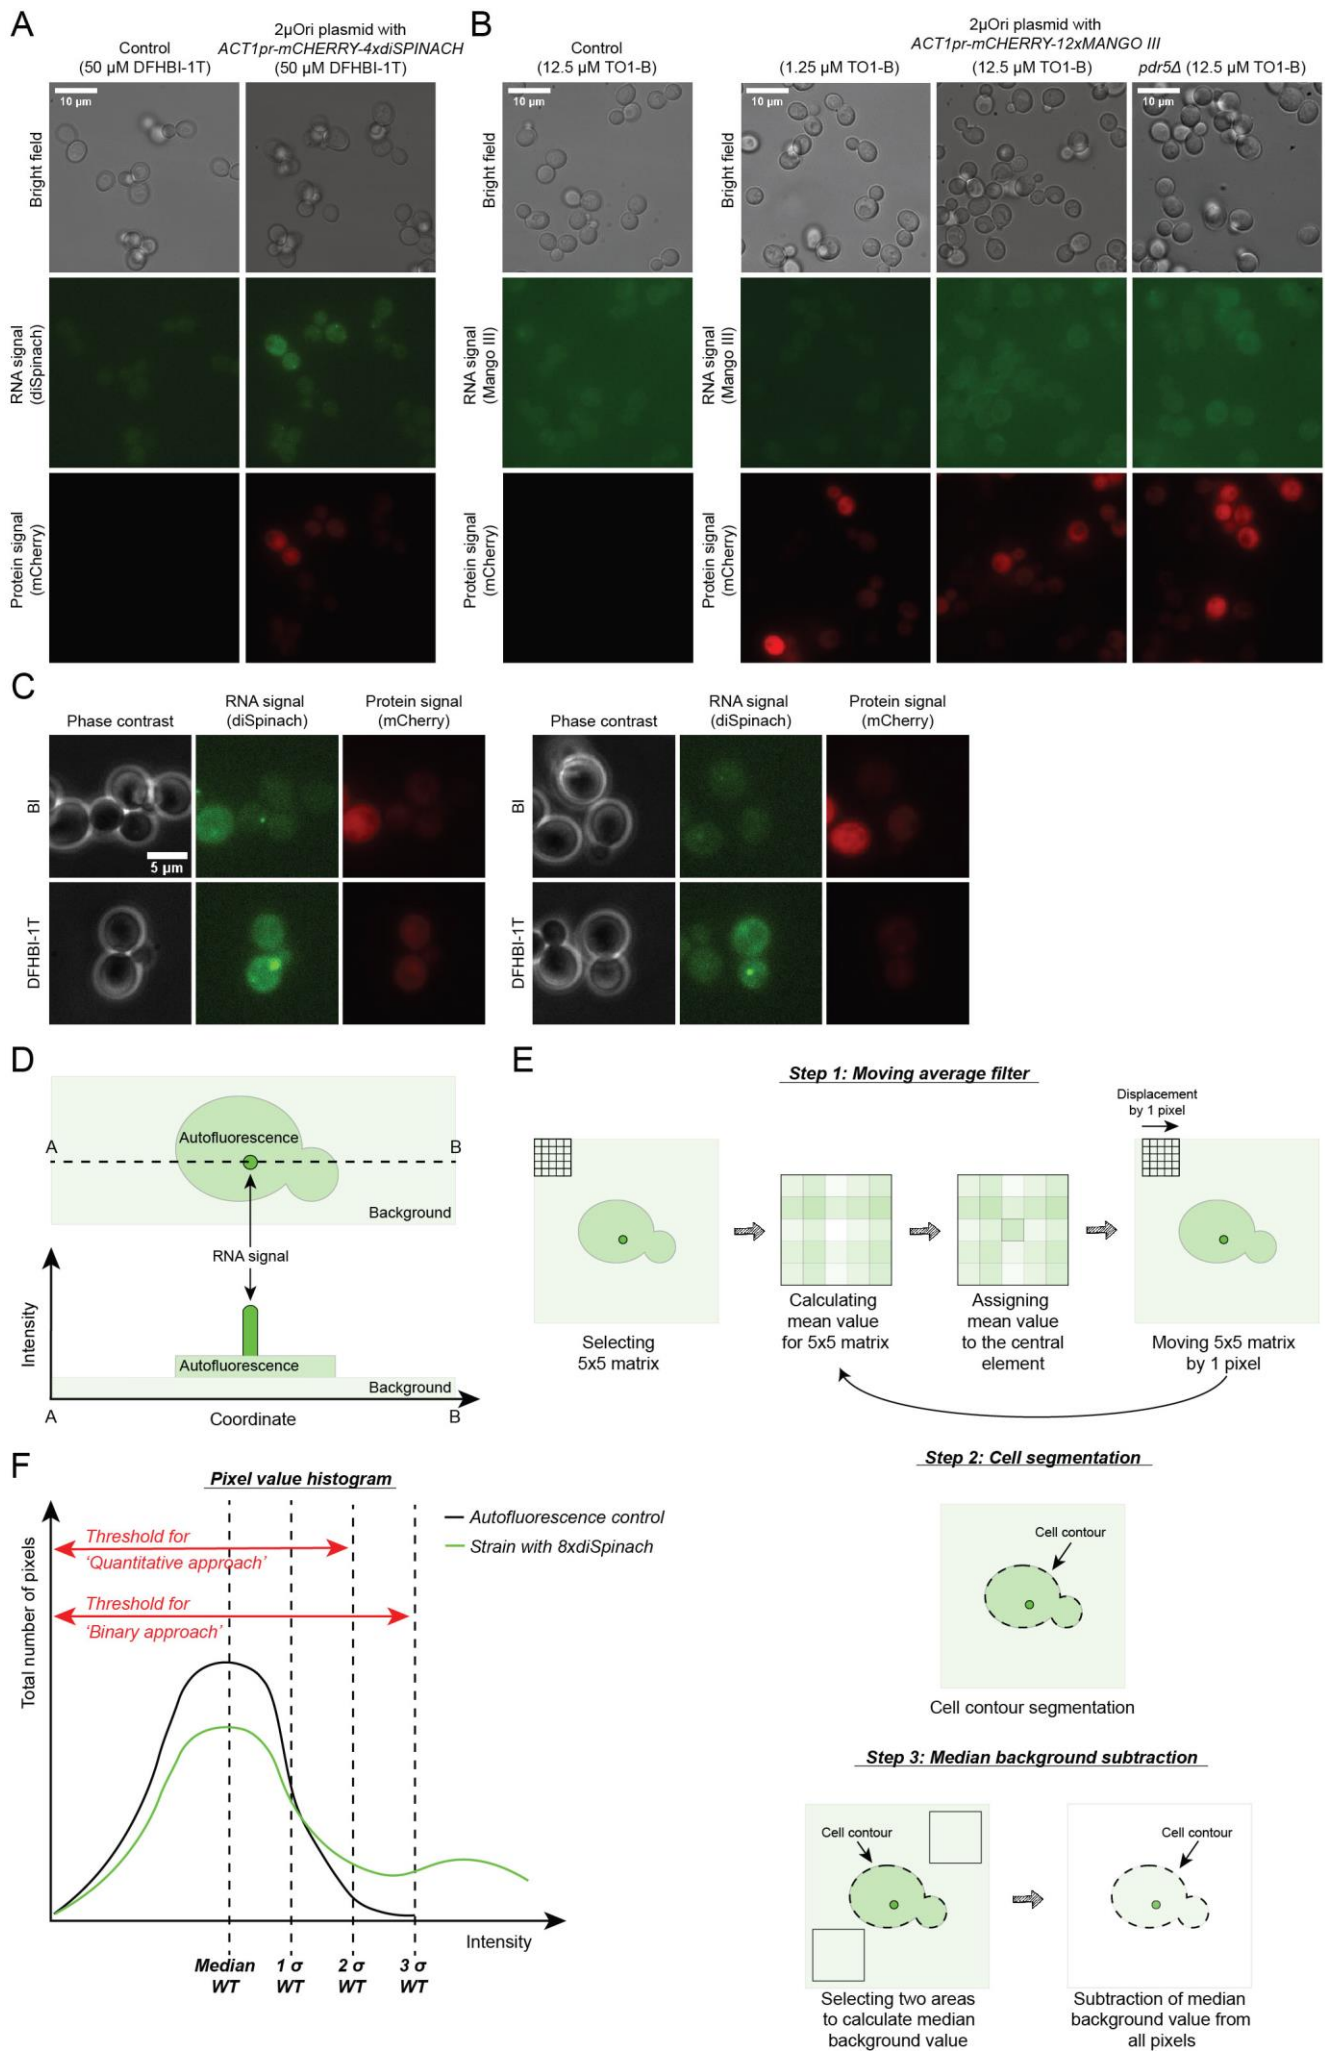 A
Control
(50 µM DFHBI-1T)
2µOri plasmid with
ACT1pr-mCHERRY-4xdiSPINACH
(50 µM DFHBI-1T)
10 µm
Bright field
RNA signal
(diSpinach)
Protein signal
(mCherry)
B
Control
(12.5 µM TO1-B)
2µOri plasmid with
ACT1pr-mCHERRY-12xMANGO III
(1.25 µM TO1-B)
(12.5 µM TO1-B)
pdr5Δ (12.5 µM TO1-B)
10 µm
10 µm
10 µm
Bright field
Bright field
RNA signal
(Mango III)
RNA signal
(Mango III)
Protein signal
(mCherry)
Protein signal
(mCherry)
C
Phase contrast
RNA signal
(diSpinach)
Protein signal
(mCherry)
Phase contrast
RNA signal
(diSpinach)
Protein signal
(mCherry)
BI
5 µm
BI
DFHBI-1T
DFHBI-1T
D
Autofluorescence
A
B
Background
RNA signal
Intensity
Autofluorescence
Background
A
B
Coordinate
E
Step 1: Moving average filter
Displacement
by 1 pixel
Selecting
5x5 matrix
Calculating
mean value
for 5x5 matrix
Assigning
mean value
to the central
element
Moving 5x5 matrix
by 1 pixel
Step 2: Cell segmentation
Cell contour
Cell contour segmentation
Step 3: Median background subtraction
Cell contour
Cell contour
Selecting two areas
to calculate median
background value
Subtraction of median
background value from
all pixels
F
Pixel value histogram
Autofluorescence control
Strain with 8xdiSpinach
Threshold for
‘Quantitative approach’
Threshold for
‘Binary approach’
Total number of pixels
Intensity
Median
WT
1 σ
WT
2 σ
WT
3 σ
WT